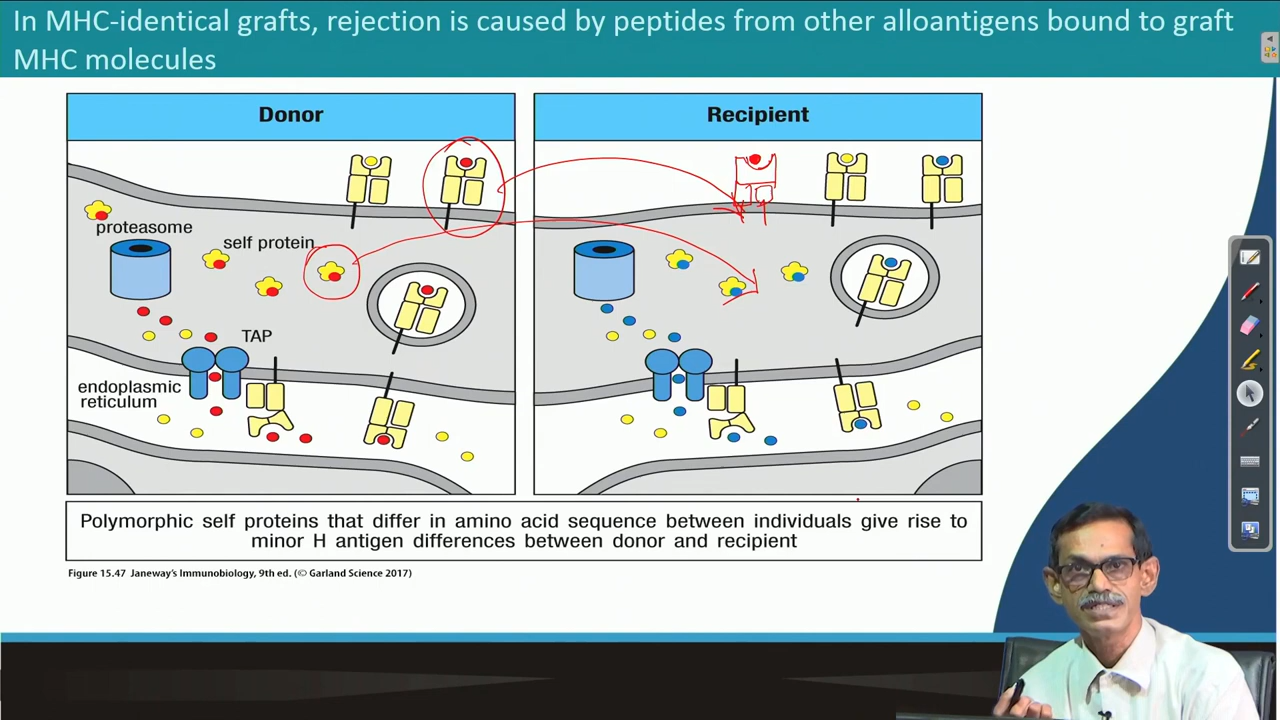 In MHC-identical grafts, rejection is caused by peptides from other alloantigens bound to graft
MHC molecules
Donor
proteasome
self protein
TAP
endoplasmic
reticulum
Recipient
Polymorphic self proteins that differ in amino acid sequence between individuals give rise to
minor H antigen differences between donor and recipient
Figure 15.47 Janeway's Immunobiology, 9th ed. (© Garland Science 2017)